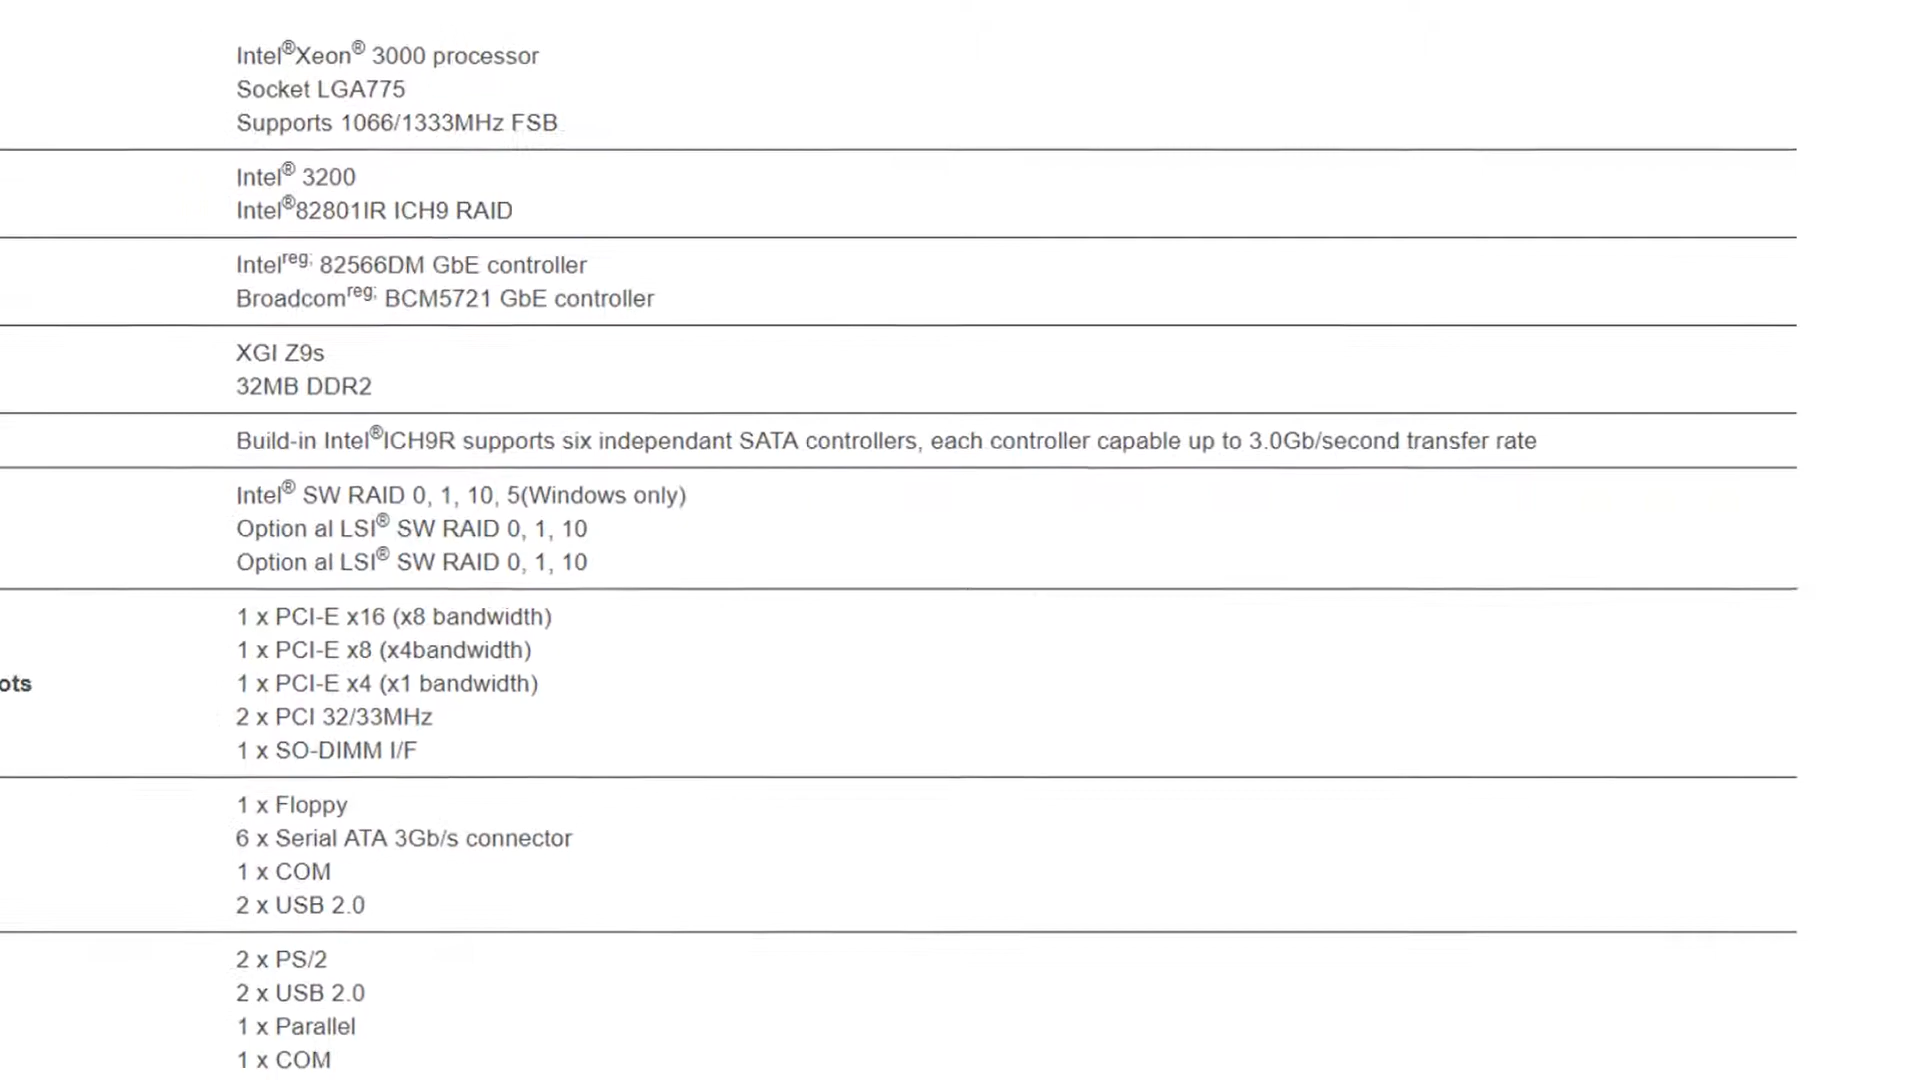 Intel®Xeon® 3000 processor
Socket LGA775
Supports 1066/1333MHz FSB
Intel® 3200
Intel®82801IR ICH9 RAID
Intelreg; 82566DM GbE controller
Broadcomreg; BCM5721 GbE controller
XGI Z9s
32MB DDR2
Build-in Intel®ICH9R supports six independant SATA controllers, each controller capable up to 3.0Gb/second transfer rate
Intel® SW RAID 0, 1, 10, 5(Windows only)
Option al LSI® SW RAID 0, 1, 10
Option al LSI® SW RAID 0, 1, 10
1 x PCI-E x16 (x8 bandwidth)
1 x PCI-E x8 (x4bandwidth)
ots
1 x PCI-E x4 (x1 bandwidth)
2 x PCI 32/33MHz
1 x SO-DIMM I/F
1 x Floppy
6 x Serial ATA 3Gb/s connector
1 x COM
2 x USB 2.0
2 x PS/2
2 x USB 2.0
1 x Parallel
1 x COM